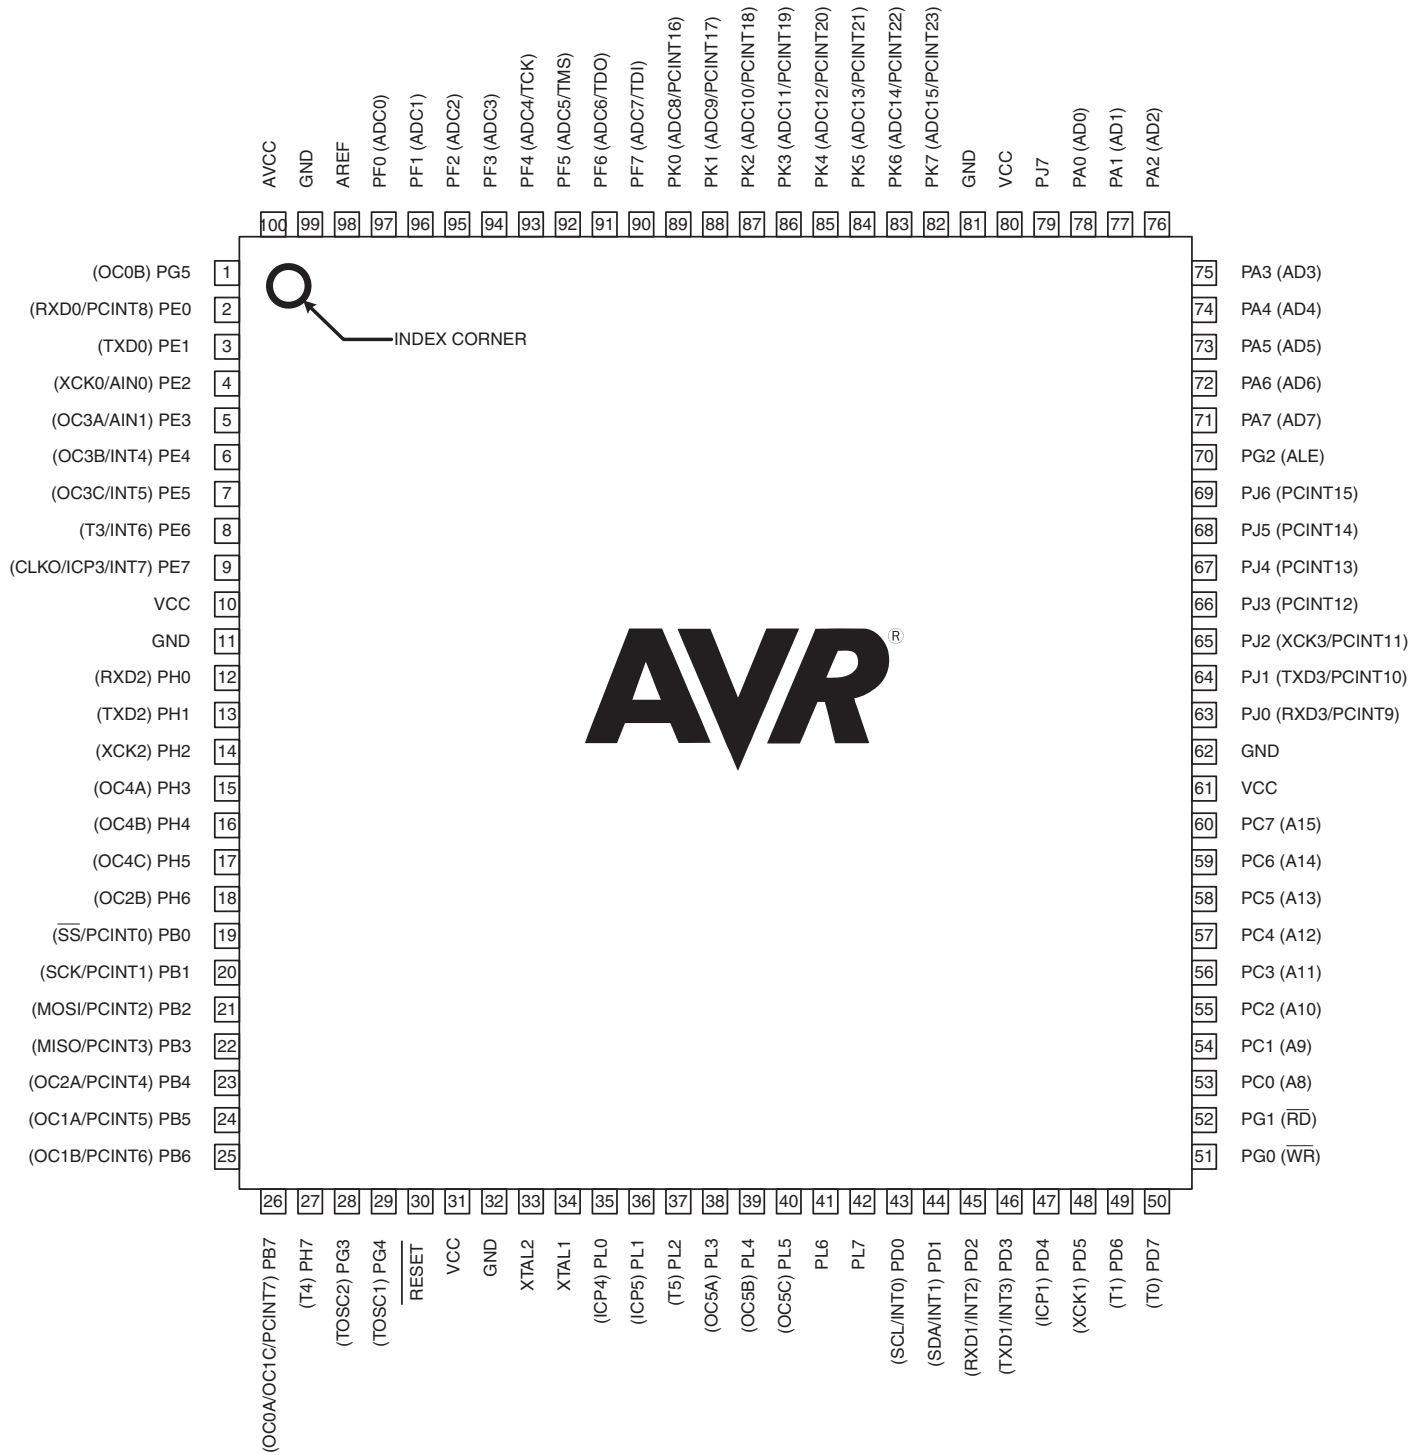 AVCC
GND
AREF
PF0 (ADC0)
PF1 (ADC1)
PF2 (ADC2)
PF3 (ADC3)
PF4 (ADC4/TCK)
PF5 (ADC5/TMS)
PF6 (ADC6/TDO)
PF7 (ADC7/TDI)
PK0 (ADC8/PCINT16)
PK1 (ADC9/PCINT17)
PK2 (ADC10/PCINT18)
PK3 (ADC11/PCINT19)
PK4 (ADC12/PCINT20)
PK5 (ADC13/PCINT21)
PK6 (ADC14/PCINT22)
PK7 (ADC15/PCINT23)
GND
VCC
PJ7
PA0 (AD0)
PA1 (AD1)
PA2 (AD2)
100 99 98 97 96 95 94 93 92 91 90 89 88 87 86 85 84 83 82 81 80 79 78 77 76
(OC0B) PG5 1
(RXD0/PCINT8) PE0 2
(TXD0) PE1 3
(XCK0/AIN0) PE2 4
(OC3A/AIN1) PE3 5
(OC3B/INT4) PE4 6
(OC3C/INT5) PE5 7
(T3/INT6) PE6 8
(CLKO/ICP3/INT7) PE7 9
VCC 10
GND 11
(RXD2) PH0 12
(TXD2) PH1 13
(XCK2) PH2 14
(OC4A) PH3 15
(OC4B) PH4 16
(OC4C) PH5 17
(OC2B) PH6 18
(SS/PCINT0) PB0 19
(SCK/PCINT1) PB1 20
(MOSI/PCINT2) PB2 21
(MISO/PCINT3) PB3 22
(OC2A/PCINT4) PB4 23
(OC1A/PCINT5) PB5 24
(OC1B/PCINT6) PB6 25
INDEX CORNER
AVR®
75 PA3 (AD3)
74 PA4 (AD4)
73 PA5 (AD5)
72 PA6 (AD6)
71 PA7 (AD7)
70 PG2 (ALE)
69 PJ6 (PCINT15)
68 PJ5 (PCINT14)
67 PJ4 (PCINT13)
66 PJ3 (PCINT12)
65 PJ2 (XCK3/PCINT11)
64 PJ1 (TXD3/PCINT10)
63 PJ0 (RXD3/PCINT9)
62 GND
61 VCC
60 PC7 (A15)
59 PC6 (A14)
58 PC5 (A13)
57 PC4 (A12)
56 PC3 (A11)
55 PC2 (A10)
54 PC1 (A9)
53 PC0 (A8)
52 PG1 (RD)
51 PG0 (WR)
26 27 28 29 30 31 32 33 34 35 36 37 38 39 40 41 42 43 44 45 46 47 48 49 50
(OC0A/OC1C/PCINT7) PB7
(T4) PH7
(TOSC2) PG3
(TOSC1) PG4
RESET
VCC
GND
XTAL2
XTAL1
(ICP4) PL0
(ICP5) PL1
(T5) PL2
(OC5A) PL3
(OC5B) PL4
(OC5C) PL5
PL6
PL7
(SCL/INT0) PD0
(SDA/INT1) PD1
(RXD1/INT2) PD2
(TXD1/INT3) PD3
(ICP1) PD4
(XCK1) PD5
(T1) PD6
(T0) PD7